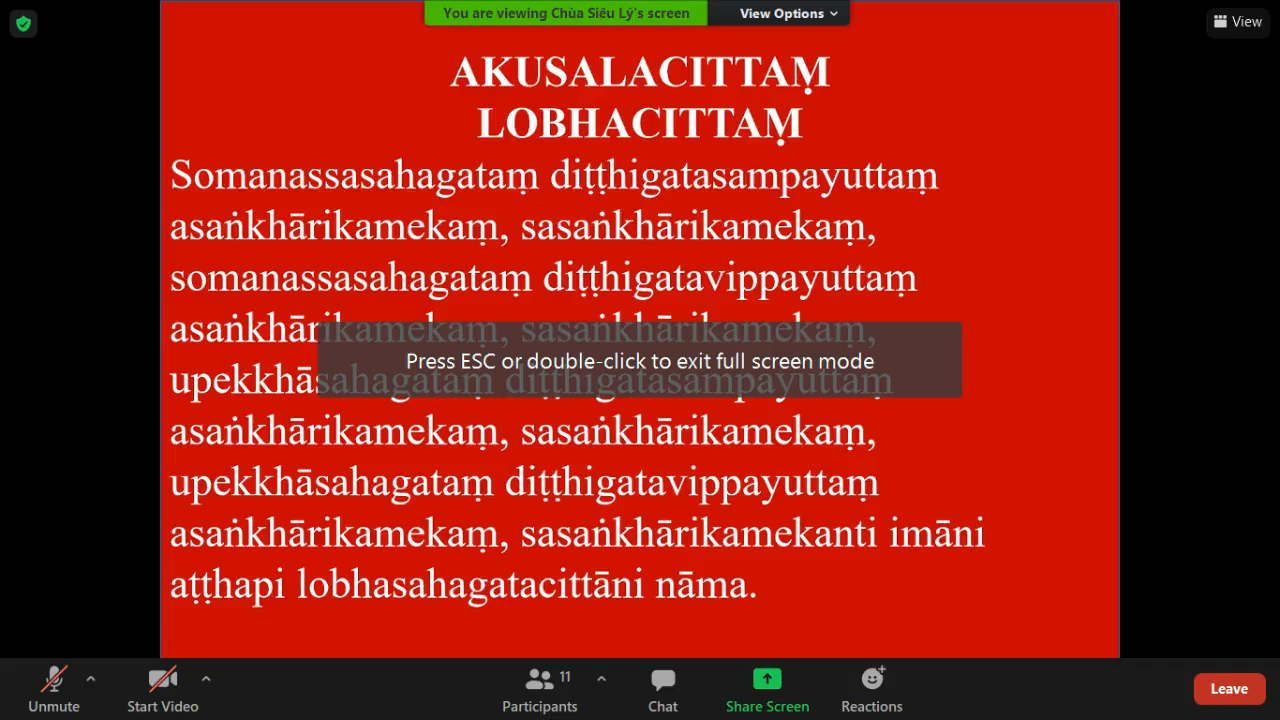 You are viewing Chùa Siêu Lý's screen
View Options
View
AKUSALACITTAṂ
LOBHACITTAṂ
Somanassasahagataṃ diṭṭhigatasampayuttaṃ
asaṅkhārikamekaṃ, sasaṅkhārikamekaṃ,
somanassasahagataṃ diṭṭhigatavippayuttaṃ
asaṅkhārikamekaṃ, sasaṅkhārikamekaṃ,
Press ESC or double-click to exit full screen mode
upekkhāsahagataṃ diṭṭhigatasampayuttaṃ
asaṅkhārikamekaṃ, sasaṅkhārikamekaṃ,
upekkhāsahagataṃ diṭṭhigatavippayuttaṃ
asaṅkhārikamekaṃ, sasaṅkhārikamekanti imāni
aṭṭhapi lobhasahagatacittāni nāma.
Unmute
Start Video
Participants
11
Chat
Share Screen
Reactions
Leave